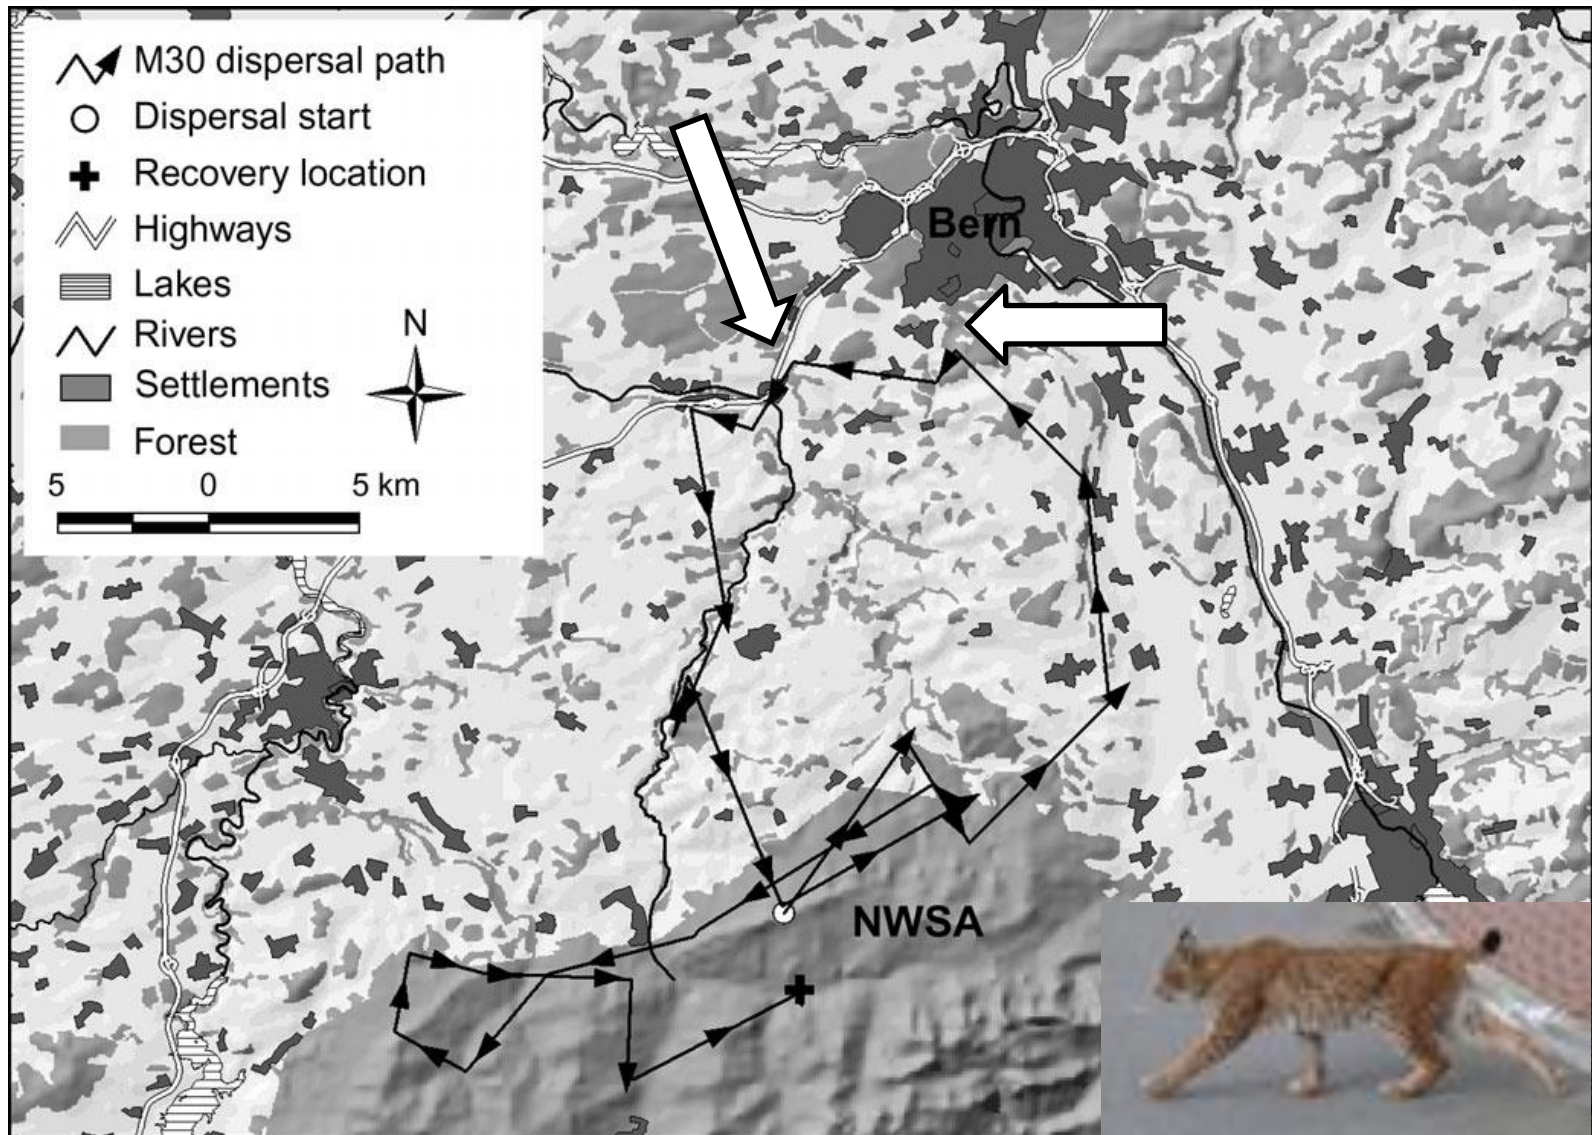 M30 dispersal path
Dispersal start
Recovery location
Highways
Lakes
Rivers
Settlements
Forest
N
5 0 5 km
Bern
NWSA